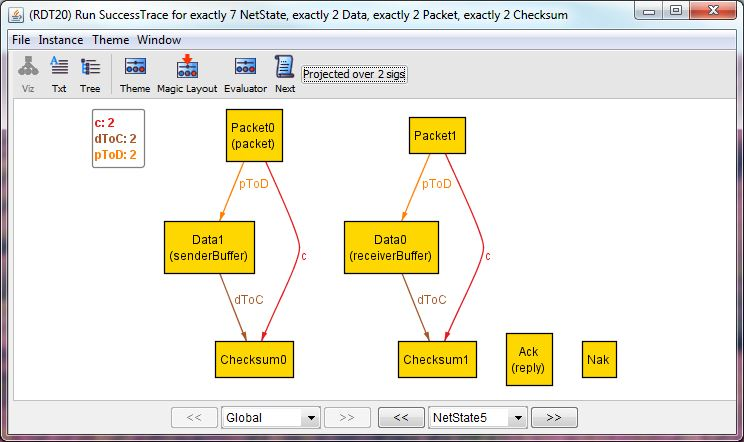 (RDT20) Run SuccessTrace for exactly 7 NetState, exactly 2 Data, exactly 2 Packet, exactly 2 Checksum
File Instance Theme Window
Viz Txt Tree Theme Magic Layout Evaluator Next Projected over 2 sigs
c: 2
dToC: 2
pToD: 2
Packet0
(packet)
Packet1
pToD
pToD
Data1
(senderBuffer)
Data0
(receiverBuffer)
c
c
dToC
dToC
Checksum0
Checksum1
Ack
(reply)
Nak
<< Global >> << NetState5 >>